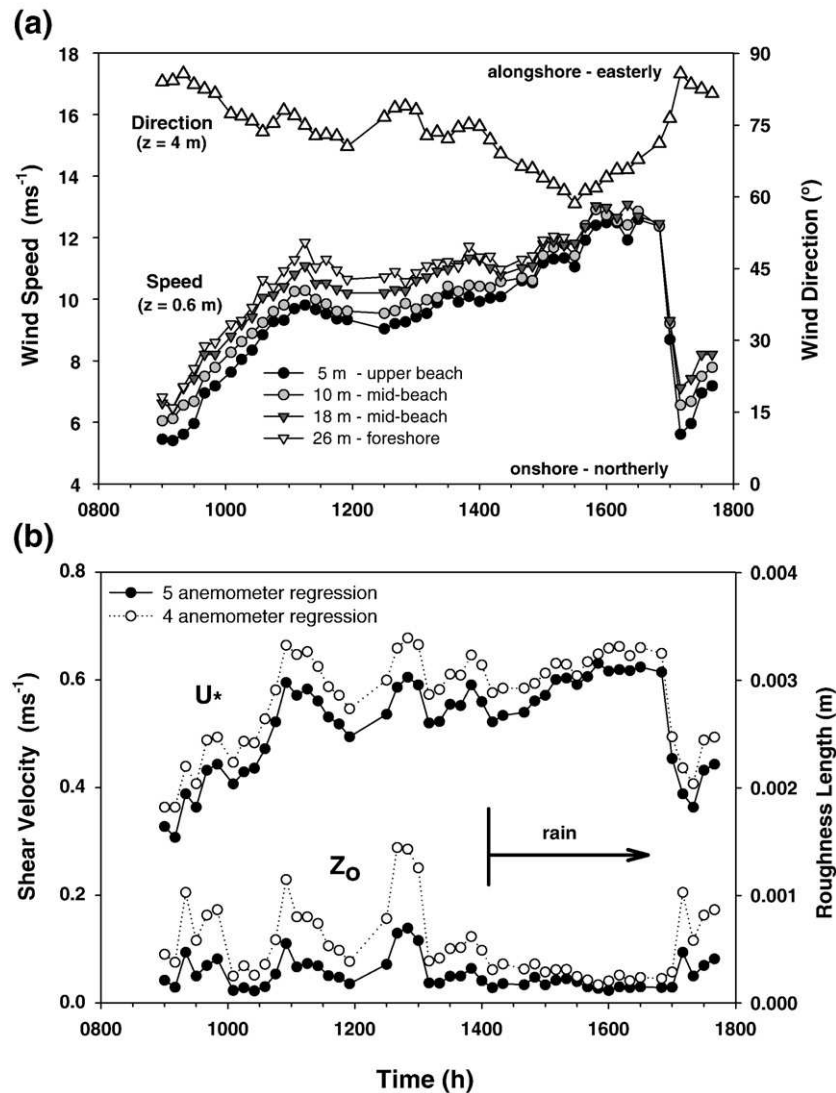 (a)
18
16
14
12
10
8
6
4
Wind Speed (ms-1)
90
75
60
45
30
15
0
Wind Direction (°)
alongshore - easterly
Direction
(z = 4 m)
Speed
(z = 0.6 m)
5 m - upper beach
10 m - mid-beach
18 m - mid-beach
26 m - foreshore
onshore - northerly
0800 1000 1200 1400 1600 1800
(b)
0.8
0.6
0.4
0.2
0.0
Shear Velocity (ms-1)
0.004
0.003
0.002
0.001
0.000
Roughness Length (m)
5 anemometer regression
4 anemometer regression
U*
rain
Zo
0800 1000 1200 1400 1600 1800
Time (h)